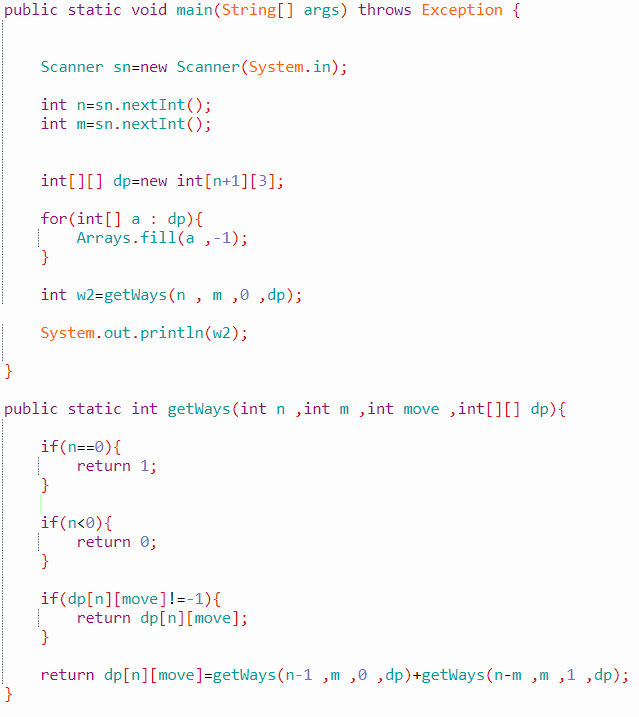 public static void main(String[] args) throws Exception {
Scanner sn=new Scanner(System.in);
int n=sn.nextInt();
int m=sn.nextInt();
int[][] dp=new int[n+1][3];
for(int[] a : dp){
Arrays.fill(a ,-1);
}
int w2=getWays(n , m ,0 ,dp);
System.out.println(w2);
}
public static int getWays(int n ,int m ,int move ,int[][] dp){
if(n==0){
return 1;
}
if(n<0){
return 0;
}
if(dp[n][move]!=-1){
return dp[n][move];
}
return dp[n][move]=getWays(n-1 ,m ,0 ,dp)+getWays(n-m ,m ,1 ,dp);
}